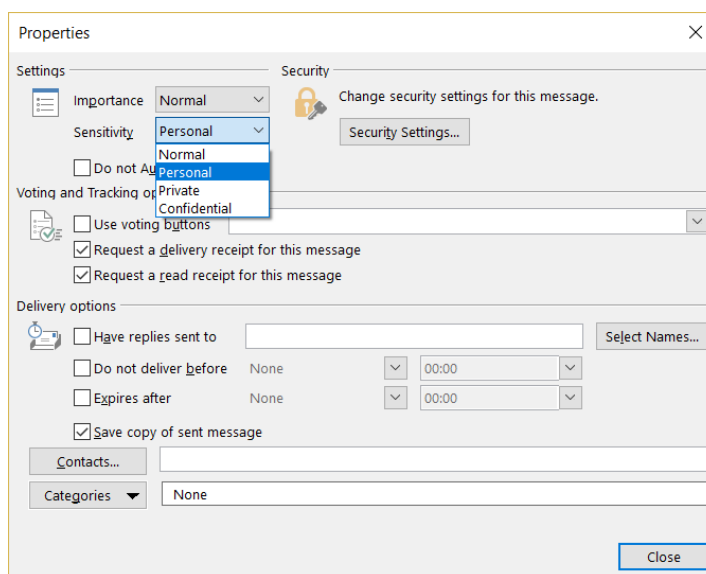 Properties
Settings
Security
Importance Normal
Change security settings for this message.
Sensitivity Personal
Security Settings...
Normal
Do not Au
Personal
Private
Confidential
Voting and Tracking op
Use voting buttons
Request a delivery receipt for this message
Request a read receipt for this message
Delivery options
Have replies sent to
Select Names...
Do not deliver before None 00:00
Expires after None 00:00
Save copy of sent message
Contacts...
Categories None
Close